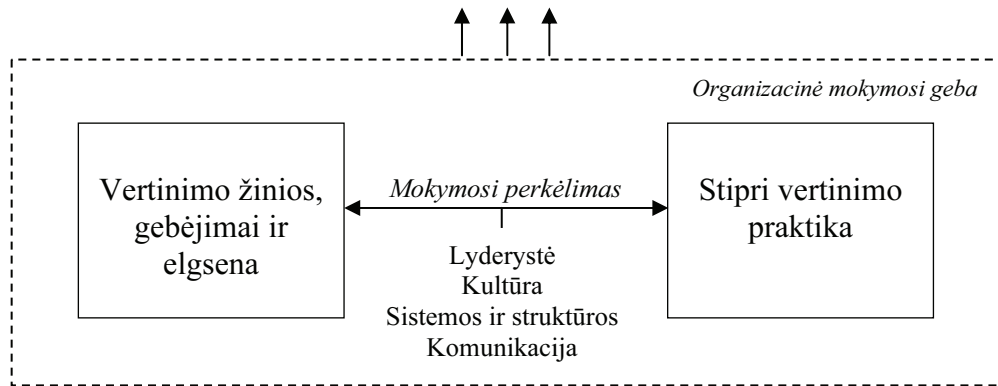 Organizacinė mokymosi geba
Vertinimo žinios,
gebėjimai ir
elgsena
Mokymosi perkėlimas
Lyderystė
Kultūra
Sistemos ir struktūros
Komunikacija
Stipri vertinimo
praktika